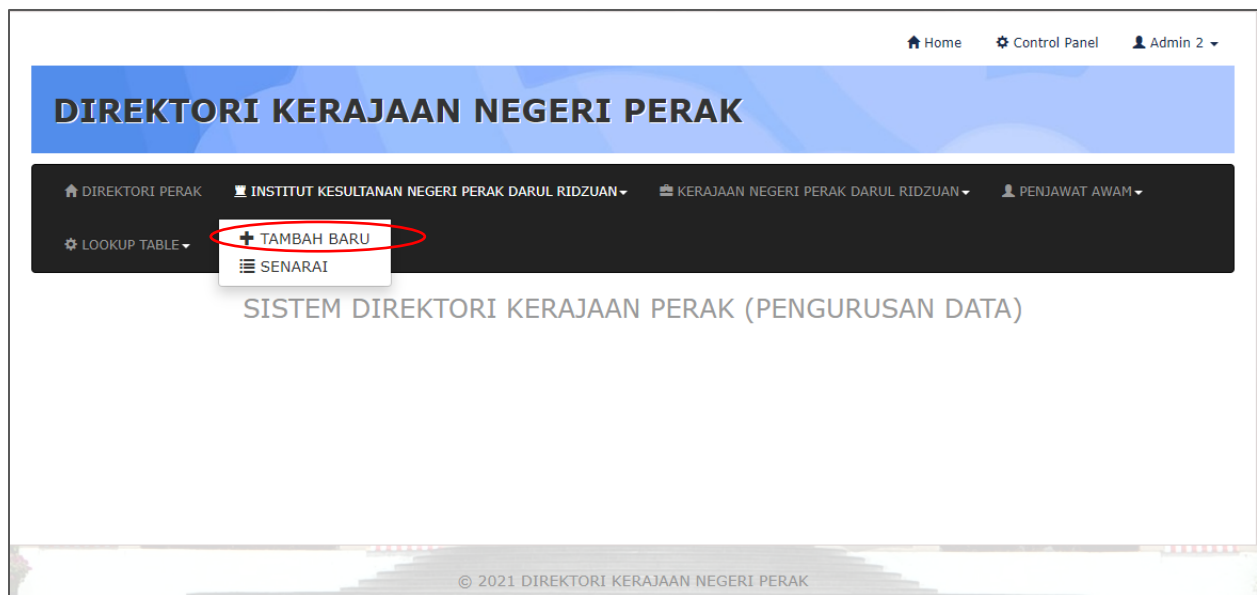 Home Control Panel Admin 2
DIREKTORI KERAJAAN NEGERI PERAK
DIREKTORI PERAK INSTITUT KESULTANAN NEGERI PERAK DARUL RIDZUAN KERAJAAN NEGERI PERAK DARUL RIDZUAN PENJAWAT AWAM
LOOKUP TABLE
TAMBAH BARU
SENARAI
SISTEM DIREKTORI KERAJAAN PERAK (PENGURUSAN DATA)
© 2021 DIREKTORI KERAJAAN NEGERI PERAK